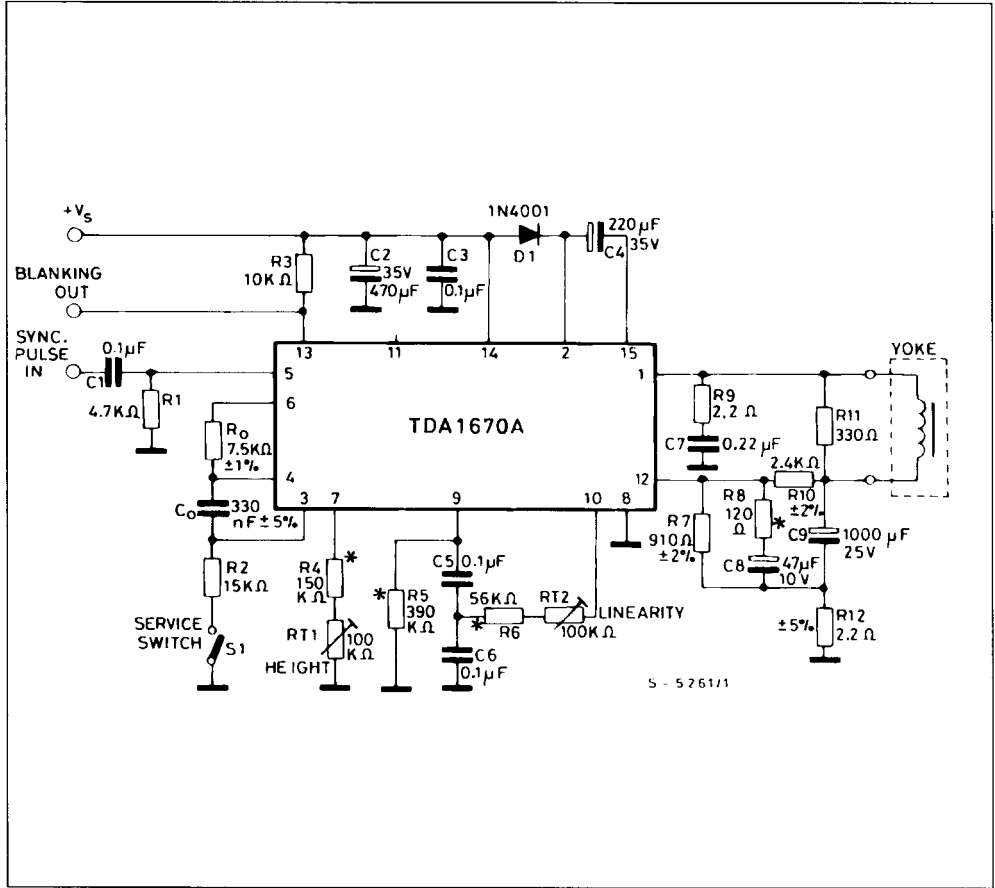 +VS
BLANKING
OUT
SYNC.
PULSE
IN
0.1µF
C1
4.7KΩ
R1
R3
10KΩ
C2
35V
470µF
C3
0.1µF
1N4001
D1
220µF
35V
C4
13
11
14
2
15
5
6
4
3
7
9
10
8
1
12
TDA1670A
RO
7.5KΩ
±1%
CO
330
nF ±5%
R2
15KΩ
SERVICE
SWITCH
S1
*
R4
150
KΩ
RT1
100
KΩ
HEIGHT
*
R5
390
KΩ
C5
0.1µF
56KΩ
*
R6
RT2
100KΩ
LINEARITY
C6
0.1µF
R9
2,2 Ω
C7
0.22µF
R11
330Ω
YOKE
2.4KΩ
R10
±2%
R7
910Ω
±2%
R8
120
Ω
*
C8
47µF
10V
C9
1000 µF
25V
±5%
R12
2.2Ω
S - 5261/1